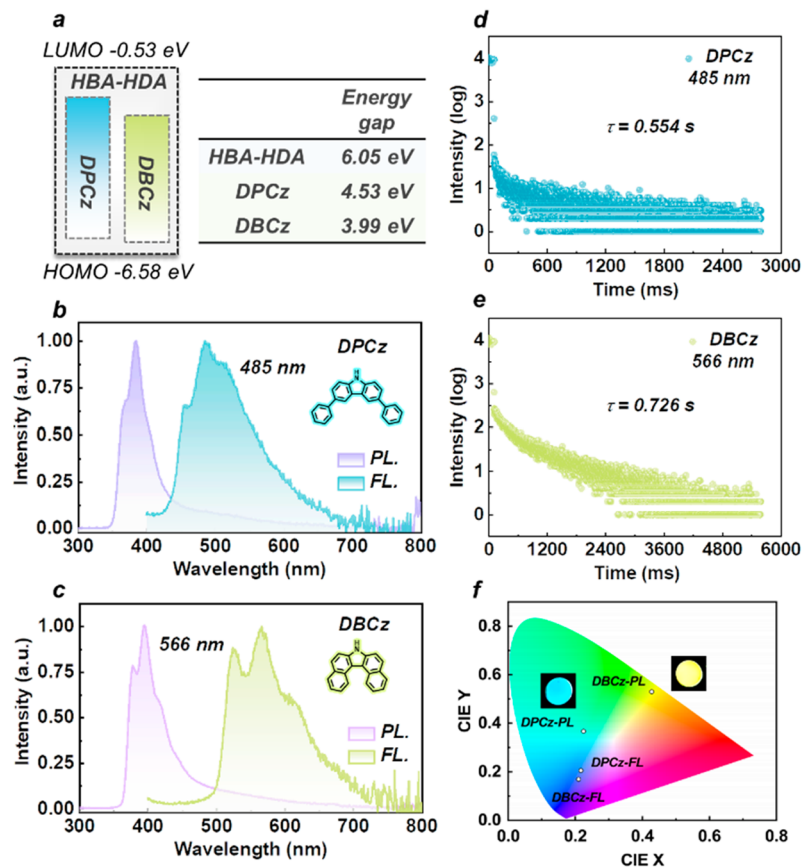 a
LUMO -0.53 eV
HBA-HDA
DPCz
DBCz
HOMO -6.58 eV
Energy
gap
HBA-HDA 6.05 eV
DPCz 4.53 eV
DBCz 3.99 eV
b
DPCz
485 nm
H
N
PL.
FL.
Intensity (a.u.)
1.00
0.75
0.50
0.25
0.00
300 400 500 600 700 800
Wavelength (nm)
c
DBCz
566 nm
H
N
PL.
FL.
Intensity (a.u.)
1.00
0.75
0.50
0.25
0.00
300 400 500 600 700 800
Wavelength (nm)
d
DPCz
485 nm
τ = 0.554 s
Intensity (log)
4
3
2
1
0
0 600 1200 1800 2400 3000
Time (ms)
e
DBCz
566 nm
τ = 0.726 s
Intensity (log)
4
3
2
1
0
0 1200 2400 3600 4800 6000
Time (ms)
f
DBCz-PL
DPCz-PL
DPCz-FL
DBCz-FL
CIE Y
0.8
0.6
0.4
0.2
0.0
0.0 0.2 0.4 0.6 0.8
CIE X